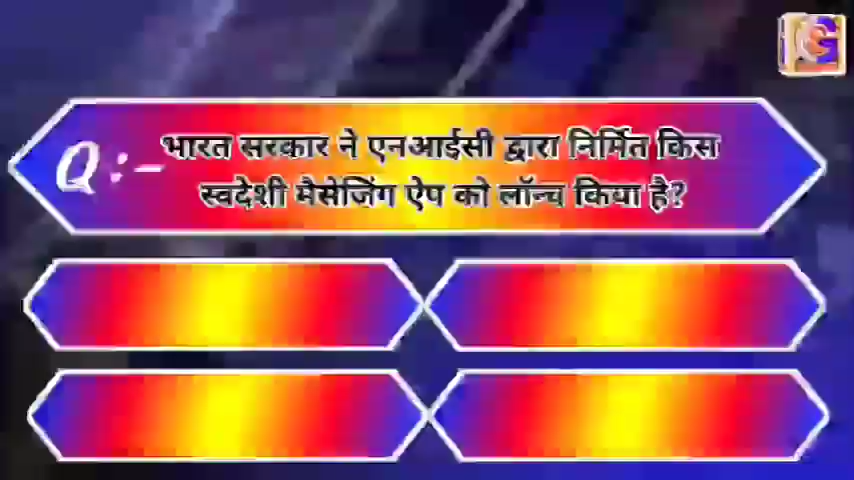 Q :- भारत सरकार ने एनआईसी द्वारा निर्मित किस
स्वदेशी मैसेजिंग ऐप को लॉन्च किया है?